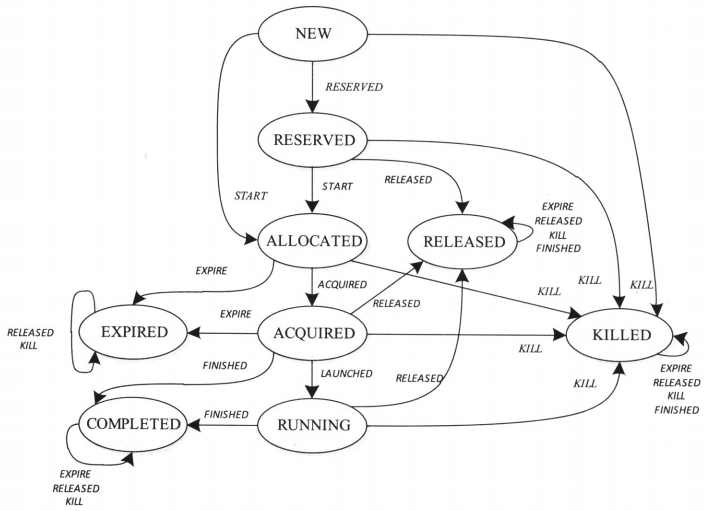 NEW
RESERVED
RESERVED
START
START
RELEASED
EXPIRE
RELEASED
KILL
FINISHED
ALLOCATED
RELEASED
EXPIRE
ACQUIRED
KILL
KILL
KILL
RELEASED
RELEASED
KILL
EXPIRED
EXPIRE
ACQUIRED
KILL
KILLED
FINISHED
LAUNCHED
RELEASED
KILL
EXPIRE
RELEASED
KILL
FINISHED
COMPLETED
FINISHED
RUNNING
EXPIRE
RELEASED
KILL